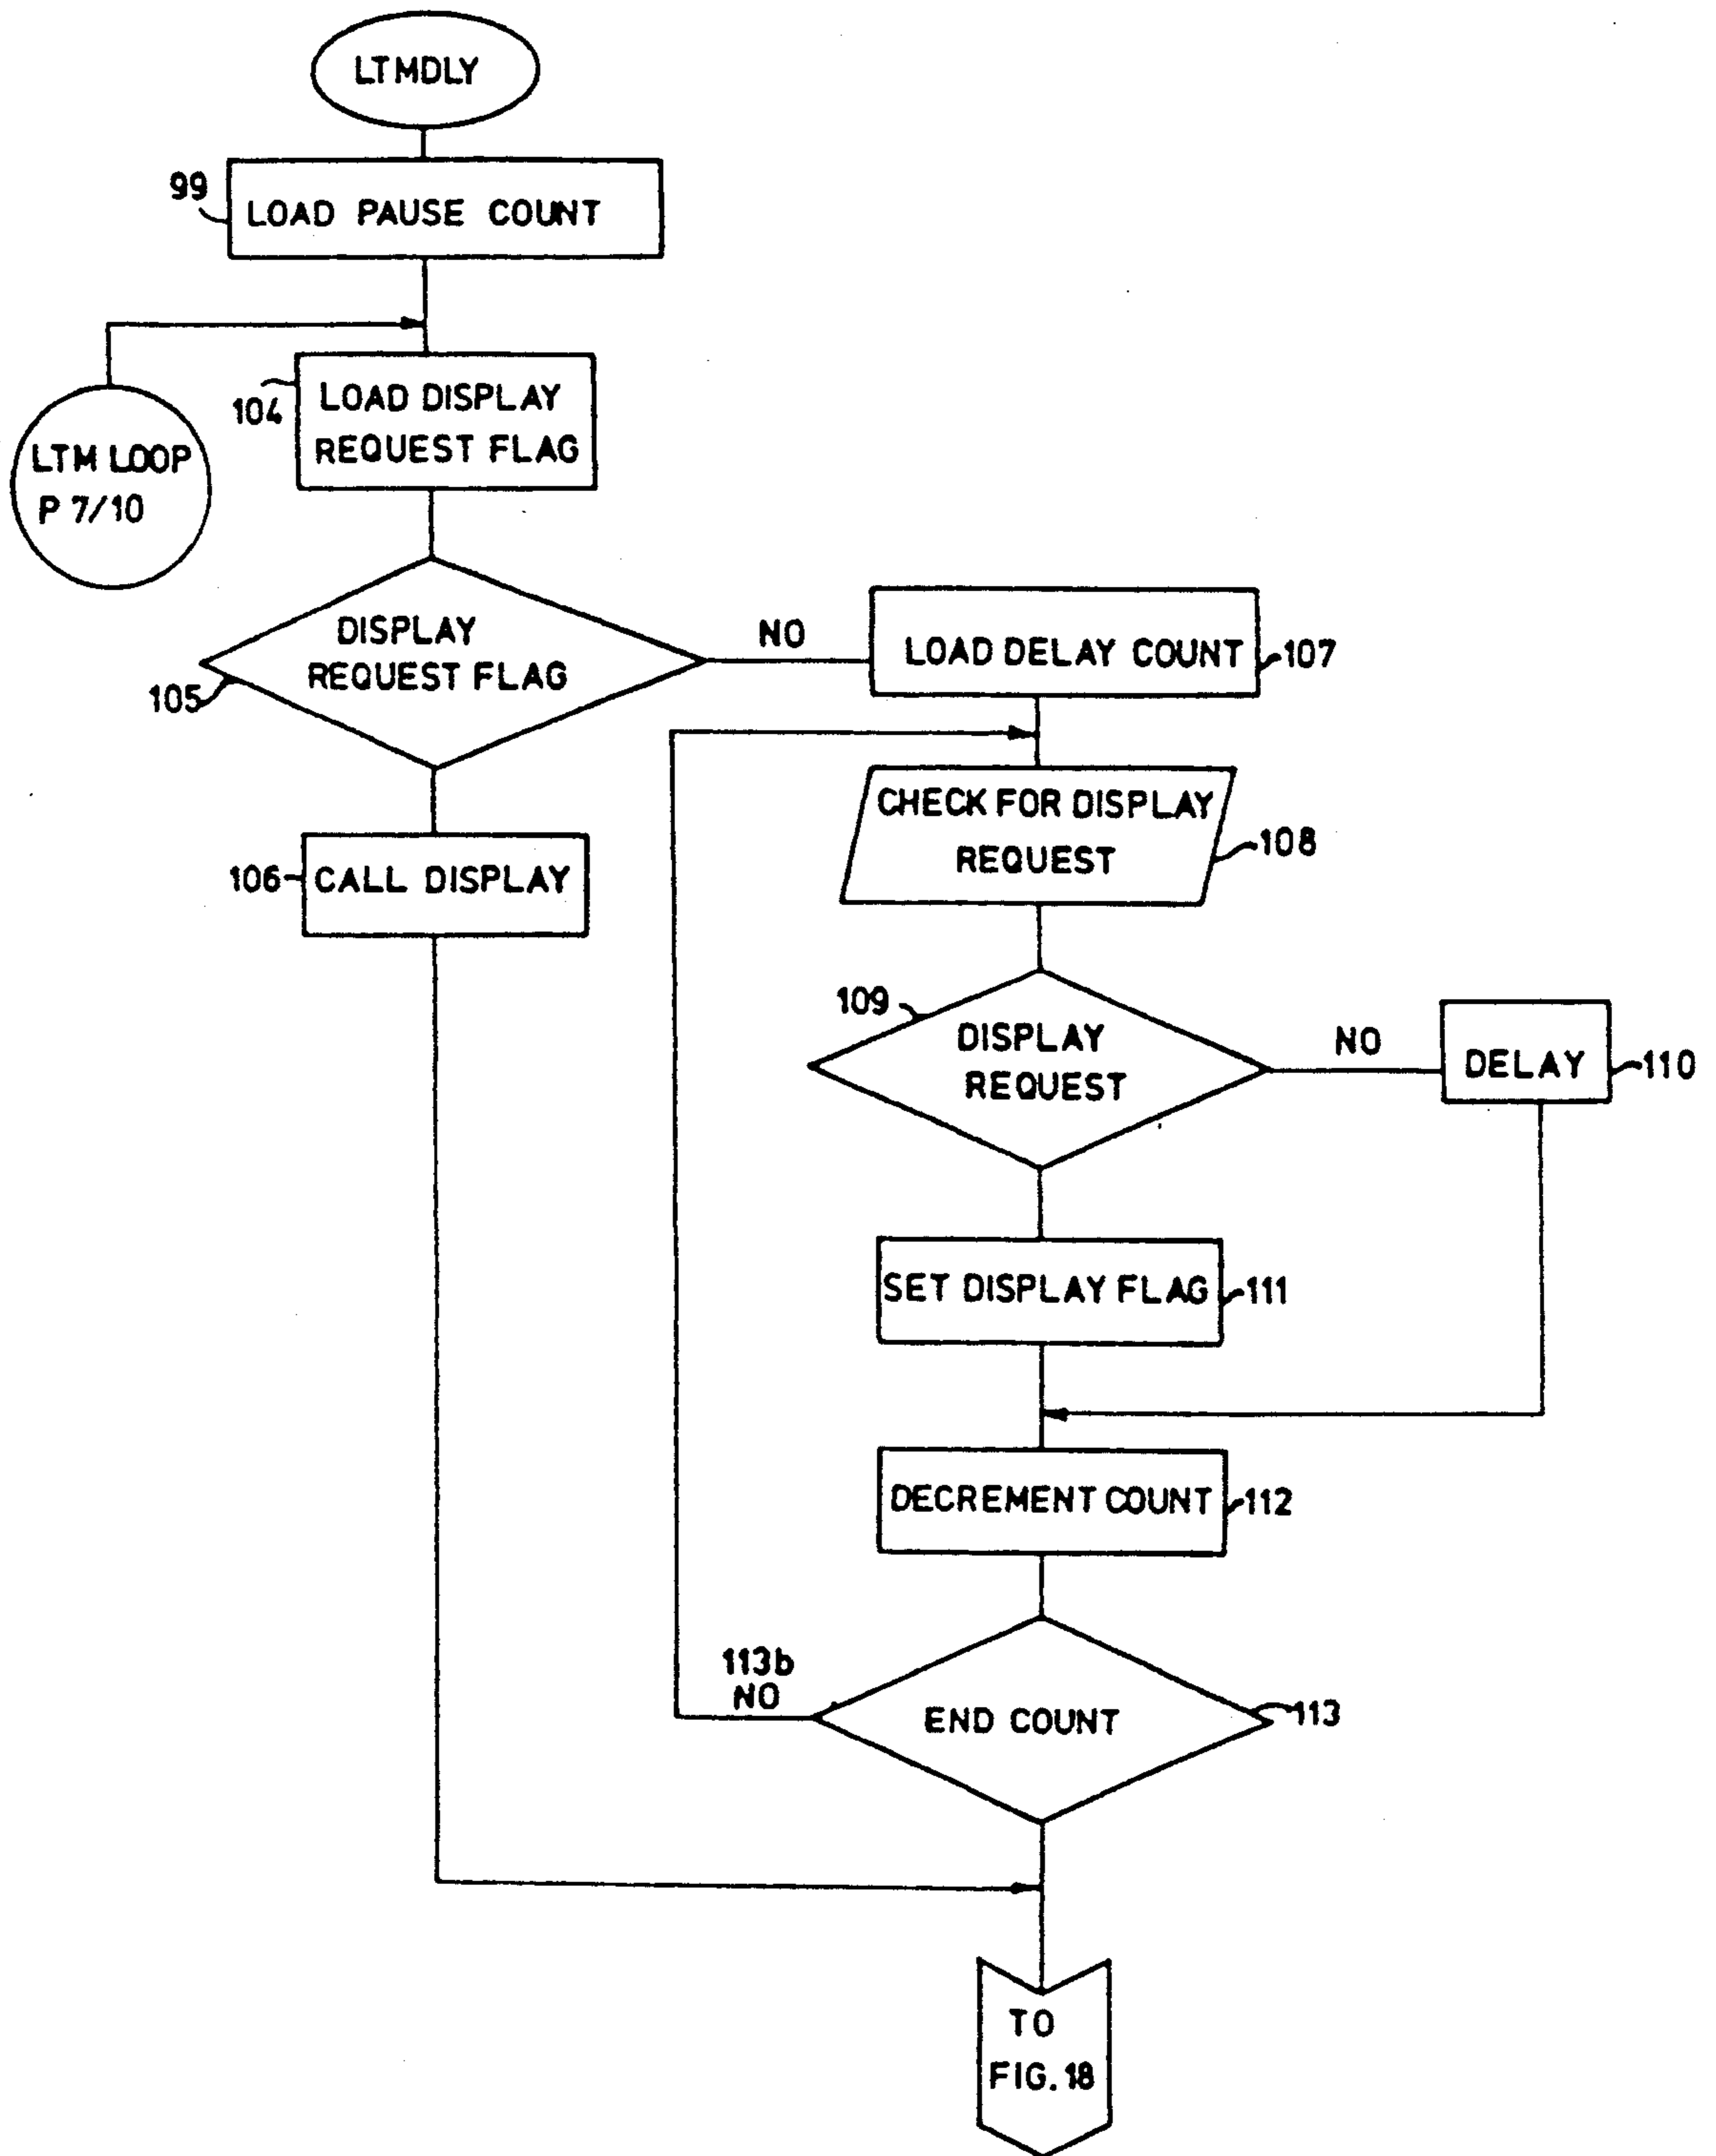 LTMDLY
99
LOAD PAUSE COUNT
104
LOAD DISPLAY
REQUEST FLAG
LTM LOOP
P 7/10
DISPLAY
REQUEST FLAG
105
NO
LOAD DELAY COUNT
107
CHECK FOR DISPLAY
REQUEST
108
106
CALL DISPLAY
109
DISPLAY
REQUEST
NO
DELAY
110
SET DISPLAY FLAG
111
DECREMENT COUNT
112
113b
NO
END COUNT
113
TO
FIG. 18